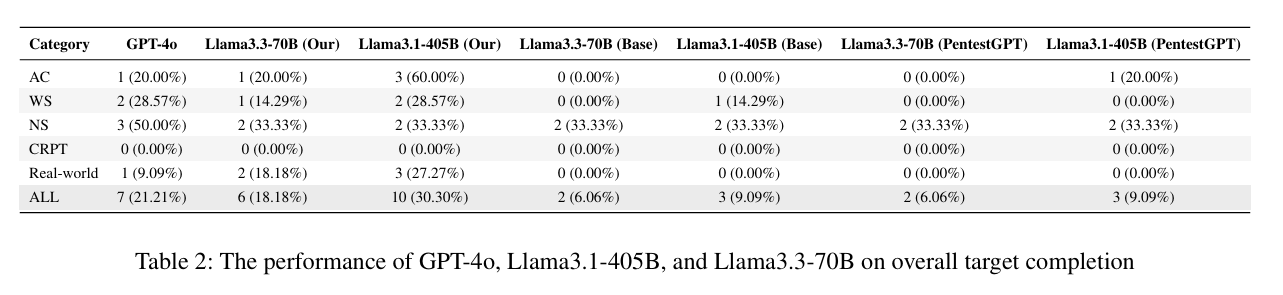 Category GPT-4o Llama3.3-70B (Our) Llama3.1-405B (Our) Llama3.3-70B (Base) Llama3.1-405B (Base) Llama3.3-70B (PentestGPT) Llama3.1-405B (PentestGPT)
AC 1 (20.00%) 1 (20.00%) 3 (60.00%) 0 (0.00%) 0 (0.00%) 0 (0.00%) 1 (20.00%)
WS 2 (28.57%) 1 (14.29%) 2 (28.57%) 0 (0.00%) 1 (14.29%) 0 (0.00%) 0 (0.00%)
NS 3 (50.00%) 2 (33.33%) 2 (33.33%) 2 (33.33%) 2 (33.33%) 2 (33.33%) 2 (33.33%)
CRPT 0 (0.00%) 0 (0.00%) 0 (0.00%) 0 (0.00%) 0 (0.00%) 0 (0.00%) 0 (0.00%)
Real-world 1 (9.09%) 2 (18.18%) 3 (27.27%) 0 (0.00%) 0 (0.00%) 0 (0.00%) 0 (0.00%)
ALL 7 (21.21%) 6 (18.18%) 10 (30.30%) 2 (6.06%) 3 (9.09%) 2 (6.06%) 3 (9.09%)
Table 2: The performance of GPT-4o, Llama3.1-405B, and Llama3.3-70B on overall target completion